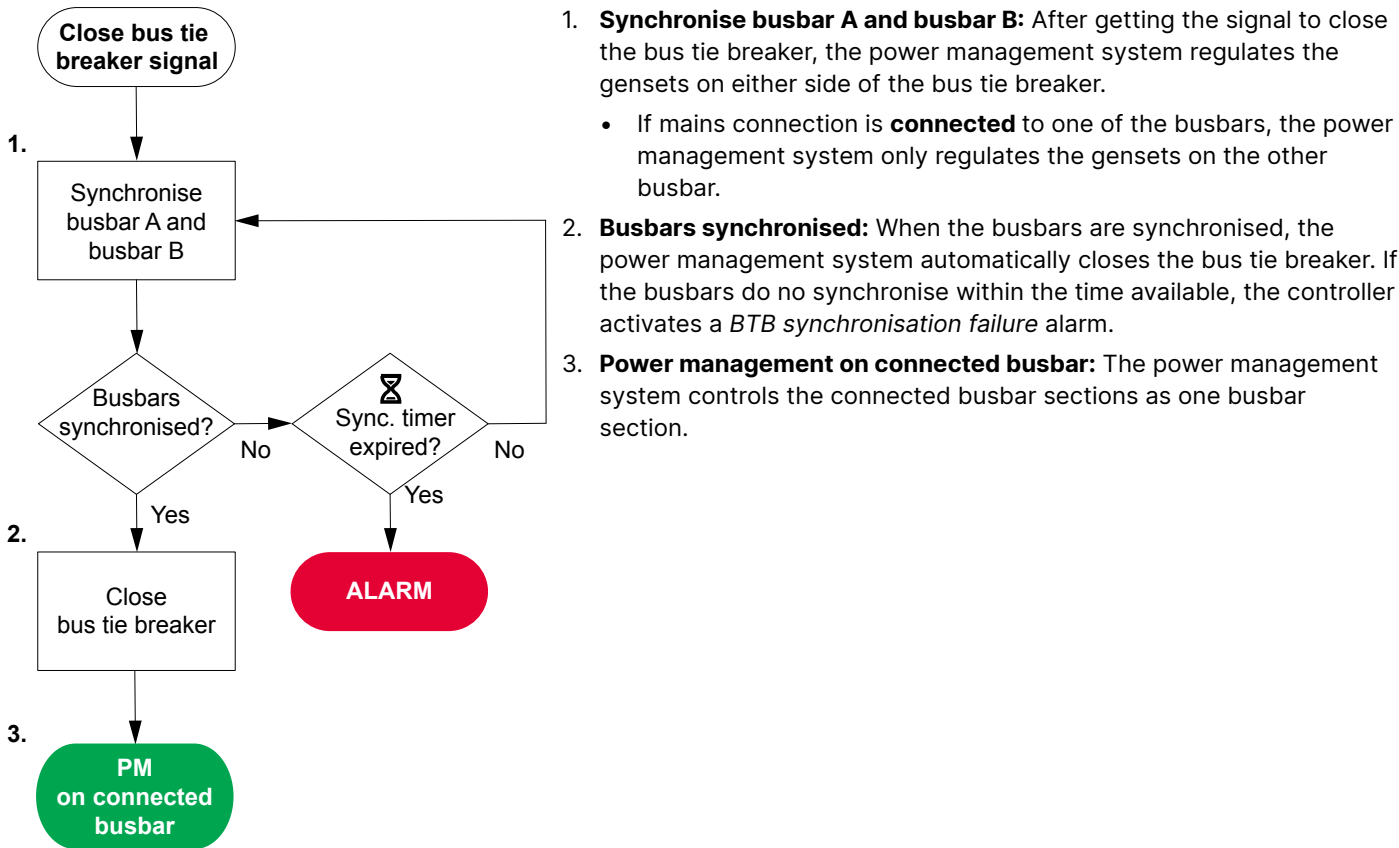 Close bus tie
breaker signal
1.
Synchronise
busbar A and
busbar B
Busbars
synchronised?
No
Sync. timer
expired?
No
Yes
Yes
2.
Close
bus tie breaker
ALARM
3.
PM
on connected
busbar
1. Synchronise busbar A and busbar B: After getting the signal to close
the bus tie breaker, the power management system regulates the
gensets on either side of the bus tie breaker.
• If mains connection is connected to one of the busbars, the power
management system only regulates the gensets on the other
busbar.
2. Busbars synchronised: When the busbars are synchronised, the
power management system automatically closes the bus tie breaker. If
the busbars do no synchronise within the time available, the controller
activates a BTB synchronisation failure alarm.
3. Power management on connected busbar: The power management
system controls the connected busbar sections as one busbar
section.